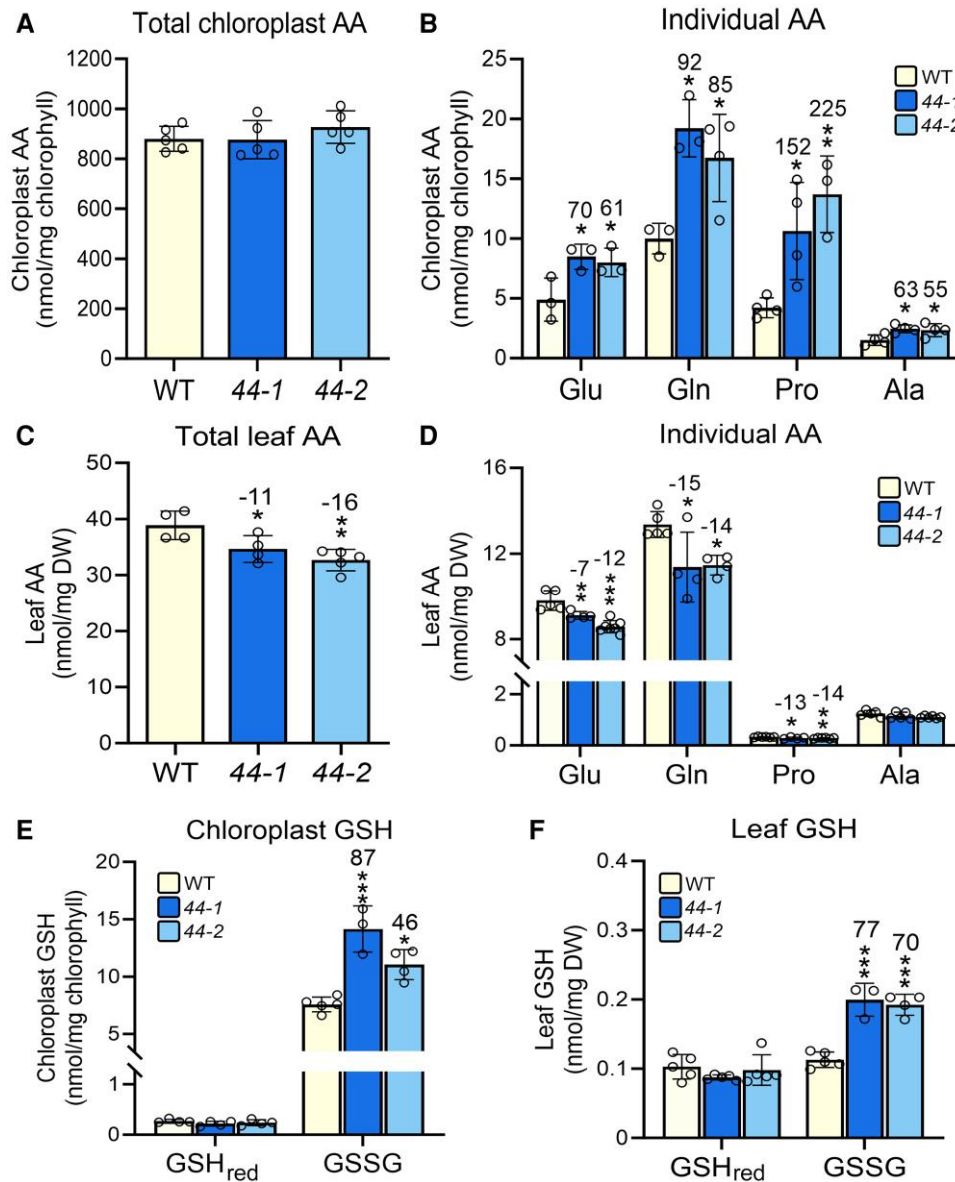 A Total chloroplast AA
Chloroplast AA
(nmol/mg chlorophyll)
1200
1000
800
600
400
200
0
WT 44-1 44-2
B Individual AA
Chloroplast AA
(nmol/mg chlorophyll)
25
20
15
10
5
0
WT
44-1
44-2
70 61 92 85 152 225 63 55
* * * * * ** * *
Glu Gln Pro Ala
C Total leaf AA
Leaf AA
(nmol/mg DW)
50
40
30
20
10
0
-11 -16
* **
WT 44-1 44-2
D Individual AA
Leaf AA
(nmol/mg DW)
16
12
8
2
0
WT
44-1
44-2
-7 -12 -15 -14 -13 -14
** *** * * * **
Glu Gln Pro Ala
E Chloroplast GSH
Chloroplast GSH
(nmol/mg chlorophyll)
20
15
10
5
1
0
WT
44-1
44-2
87 46
*** *
GSHred GSSG
F Leaf GSH
Leaf GSH
(nmol/mg DW)
0.4
0.3
0.2
0.1
0
WT
44-1
44-2
77 70
*** ***
GSHred GSSG